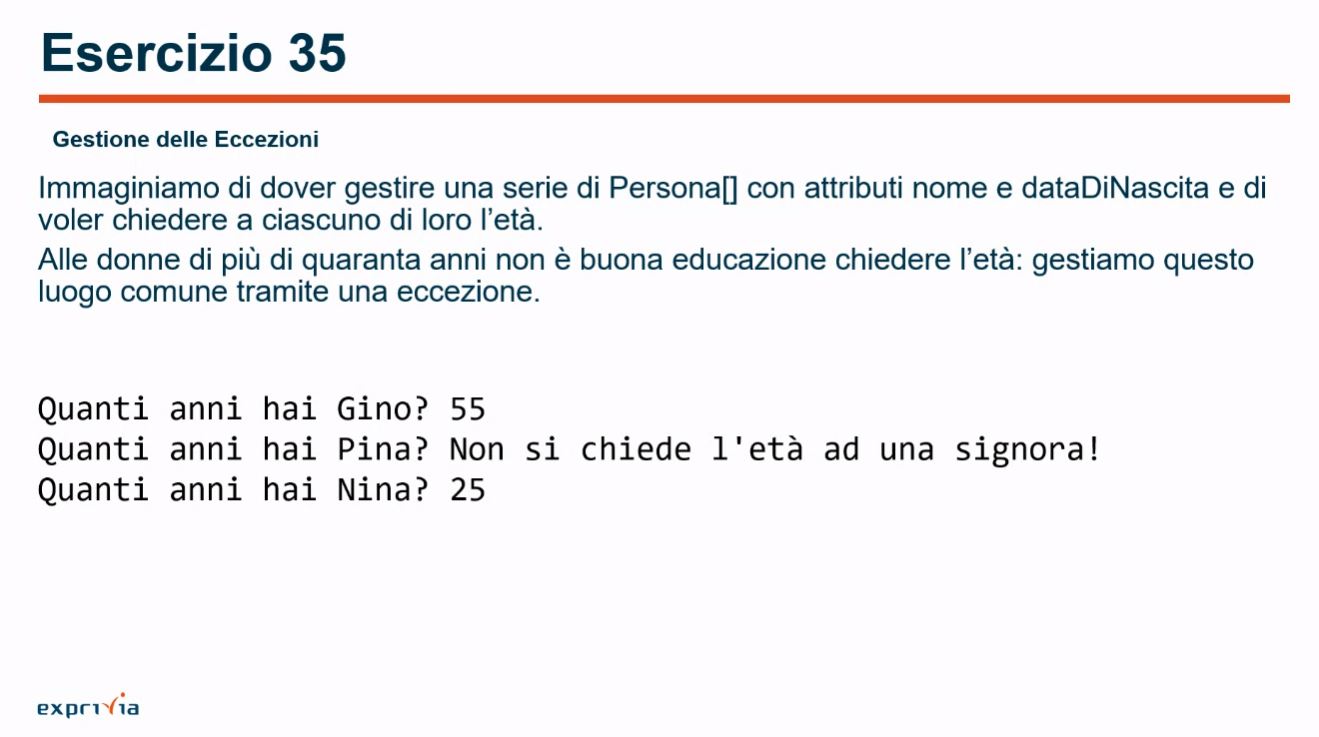 Esercizio 35
Gestione delle Eccezioni
Immaginiamo di dover gestire una serie di Persona[] con attributi nome e dataDiNascita e di
voler chiedere a ciascuno di loro l’età.
Alle donne di più di quaranta anni non è buona educazione chiedere l’età: gestiamo questo
luogo comune tramite una eccezione.
Quanti anni hai Gino? 55
Quanti anni hai Pina? Non si chiede l'età ad una signora!
Quanti anni hai Nina? 25
exprivia